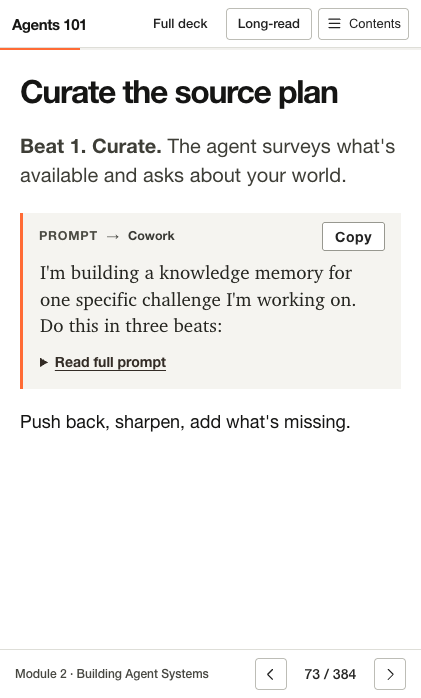 Agents 101
Full deck
Long-read
Contents
Curate the source plan
Beat 1. Curate. The agent surveys what's
available and asks about your world.
PROMPT → Cowork
Copy
I'm building a knowledge memory for
one specific challenge I'm working on.
Do this in three beats:
Read full prompt
Push back, sharpen, add what's missing.
Module 2 · Building Agent Systems
73 / 384